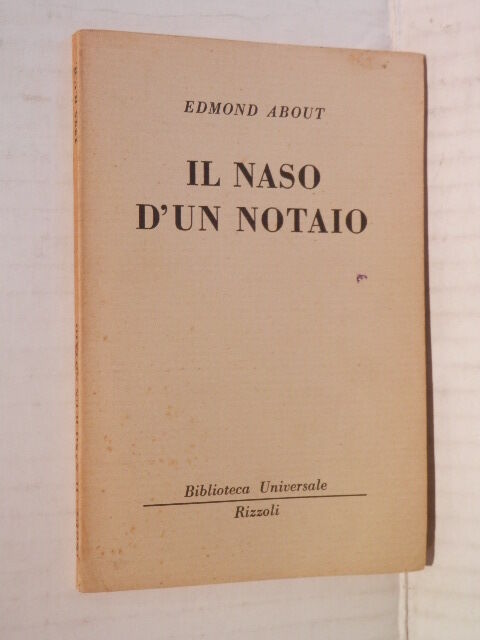 EDMOND ABOUT
IL NASO
D'UN NOTAIO
Biblioteca Universale
Rizzoli